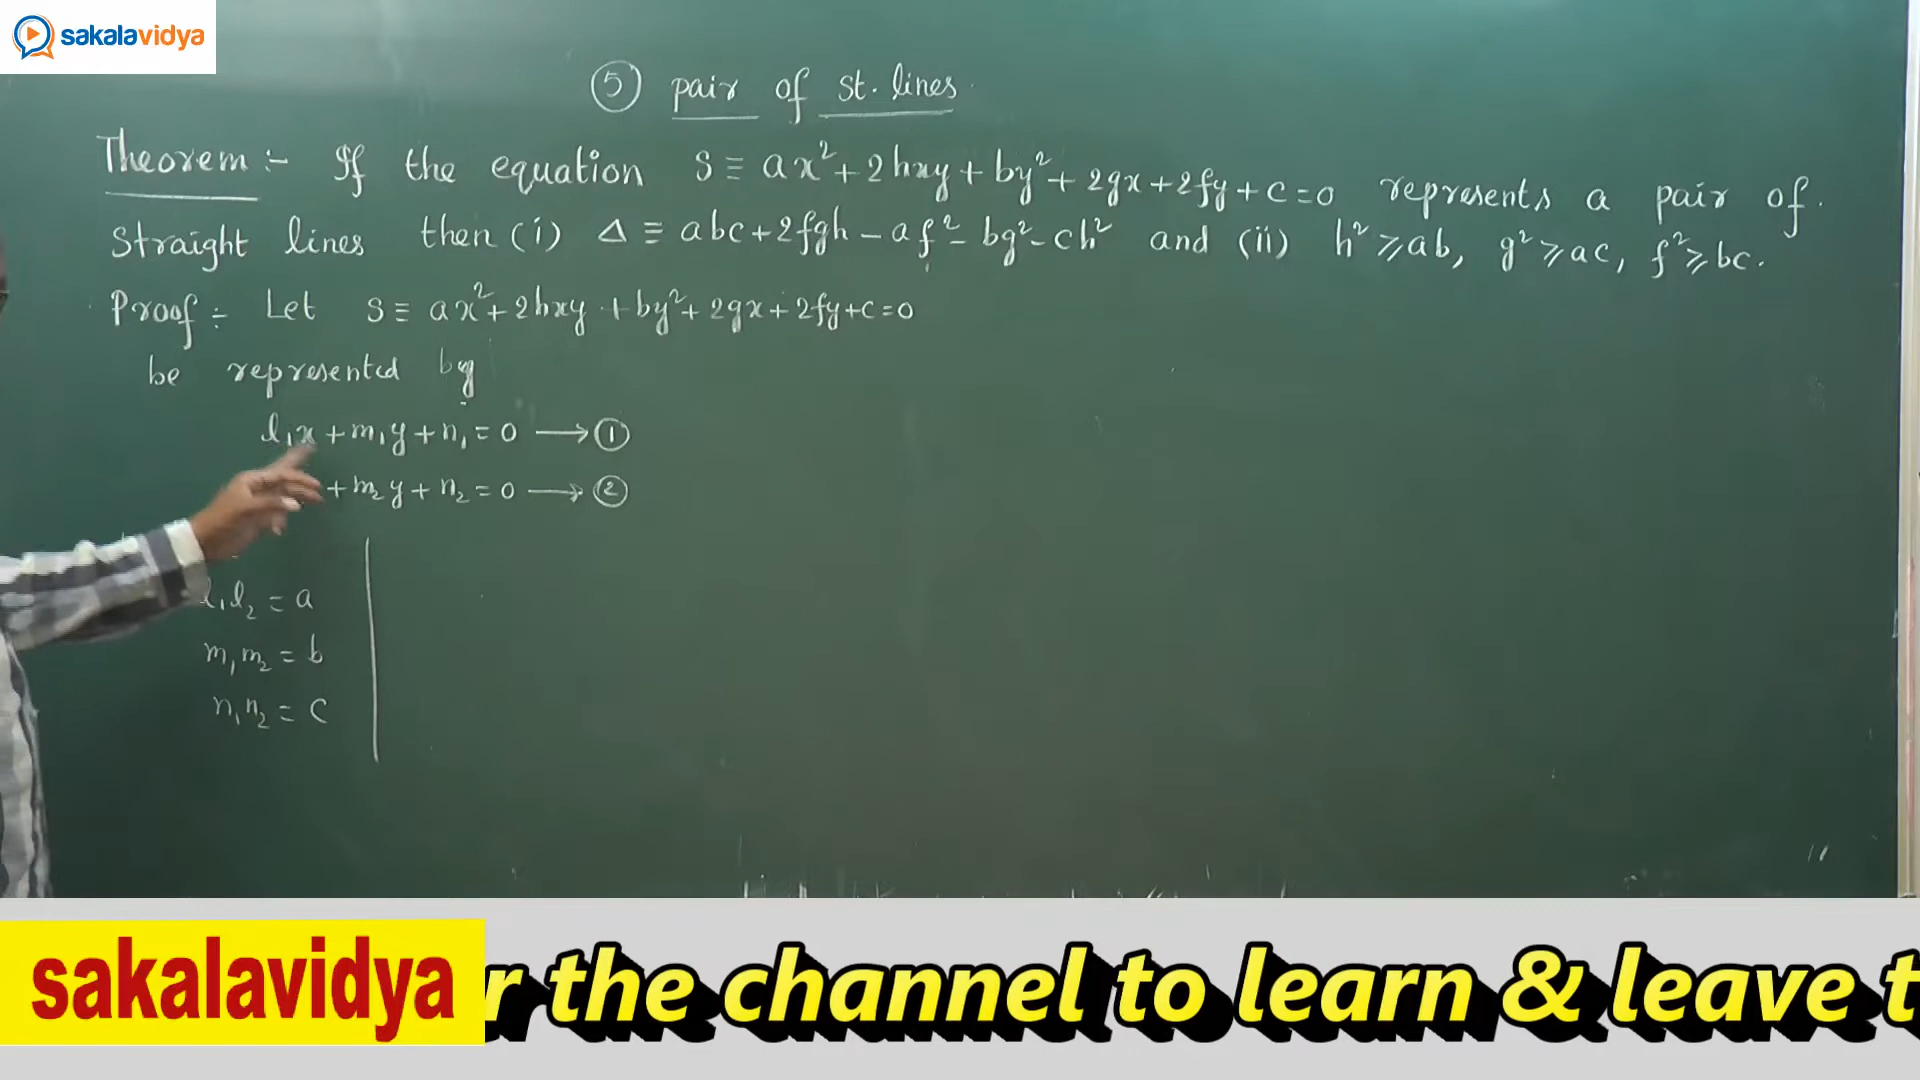 sakalavidya
⑤ pair of st. lines
Theorem :- If the equation S ≡ ax² + 2hxy + by² + 2gx + 2fy + c = 0 represents a pair of
straight lines then (i) Δ ≡ abc + 2fgh - af² - bg² - ch² and (ii) h² ≥ ab, g² ≥ ac, f² ≥ bc.
Proof :- Let S ≡ ax² + 2hxy + by² + 2gx + 2fy + c = 0
be represented by
l₁x + m₁y + n₁ = 0 → ①
+ m₂y + n₂ = 0 → ②
l₁l₂ = a
m₁m₂ = b
n₁n₂ = c
sakalavidya
r the channel to learn & leave t